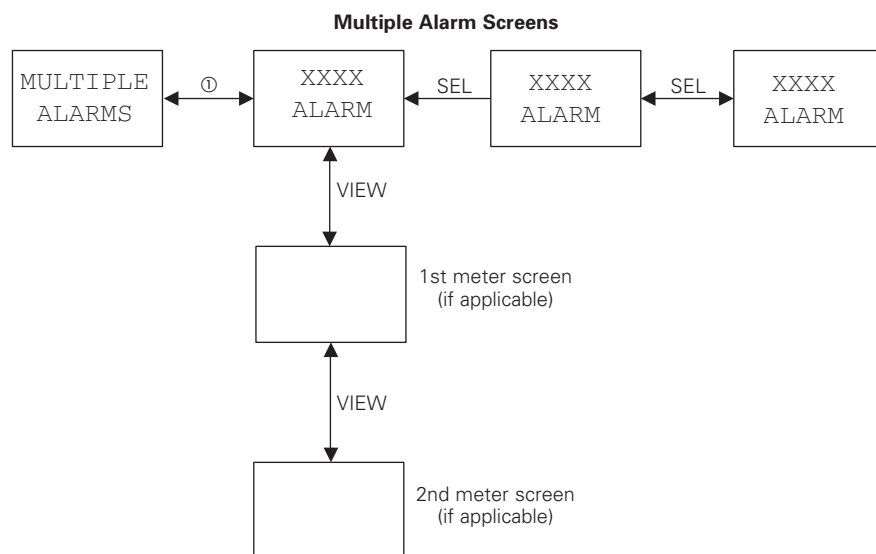 Multiple Alarm Screens
MULTIPLE
ALARMS
①
XXXX
ALARM
SEL
XXXX
ALARM
SEL
XXXX
ALARM
VIEW
1st meter screen
(if applicable)
VIEW
2nd meter screen
(if applicable)